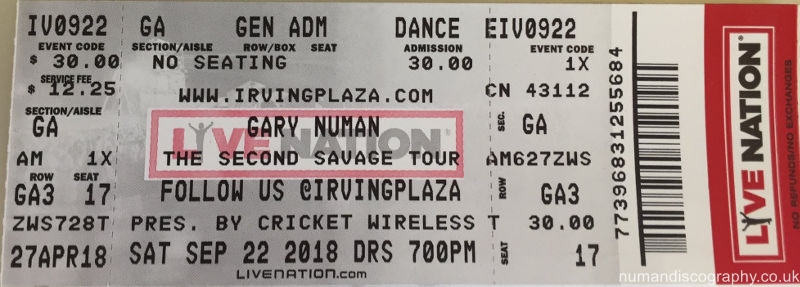 IV0922 GA GEN ADM DANCE EIV0922
EVENT CODE SECTION/AISLE ROW/BOX SEAT ADMISSION EVENT CODE
$ 30.00 NO SEATING 30.00 1X
SERVICE FEE
$ 12.25 WWW.IRVINGPLAZA.COM CN 43112
SECTION/AISLE
GA GARY NUMAN SEC. GA
LIVE NATION
AM 1X THE SECOND SAVAGE TOUR AM627ZWS
ROW SEAT
GA3 17 FOLLOW US @IRVINGPLAZA ROW GA3
ZWS728T PRES. BY CRICKET WIRELESS T 30.00
27APR18 SAT SEP 22 2018 DRS 700PM SEAT 17
LIVENATION.com
77396831255684
LIVE NATION
NO REFUNDS/NO EXCHANGES
numandiscography.co.uk